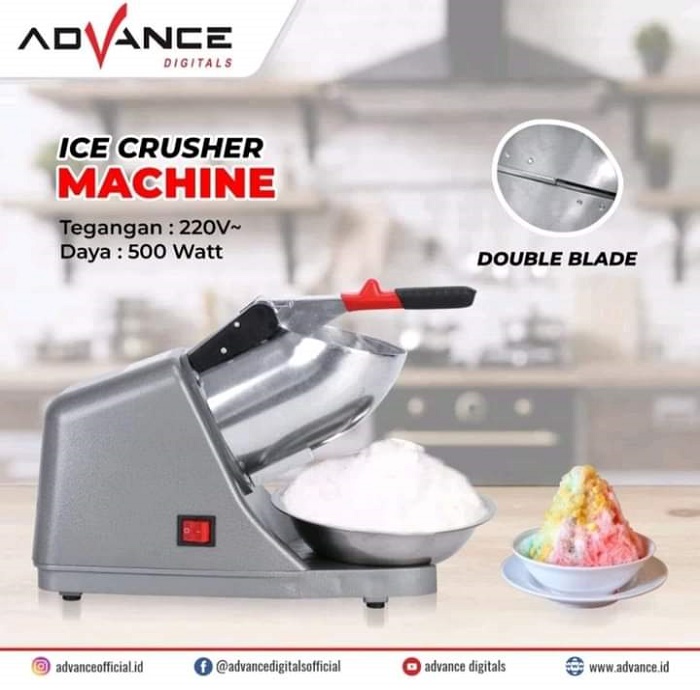 ADVANCE
DIGITALS
ICE CRUSHER
MACHINE
Tegangan : 220V~
Daya : 500 Watt
DOUBLE BLADE
advanceofficial.id
@advancedigitalsofficial
advance digitals
www.advance.id